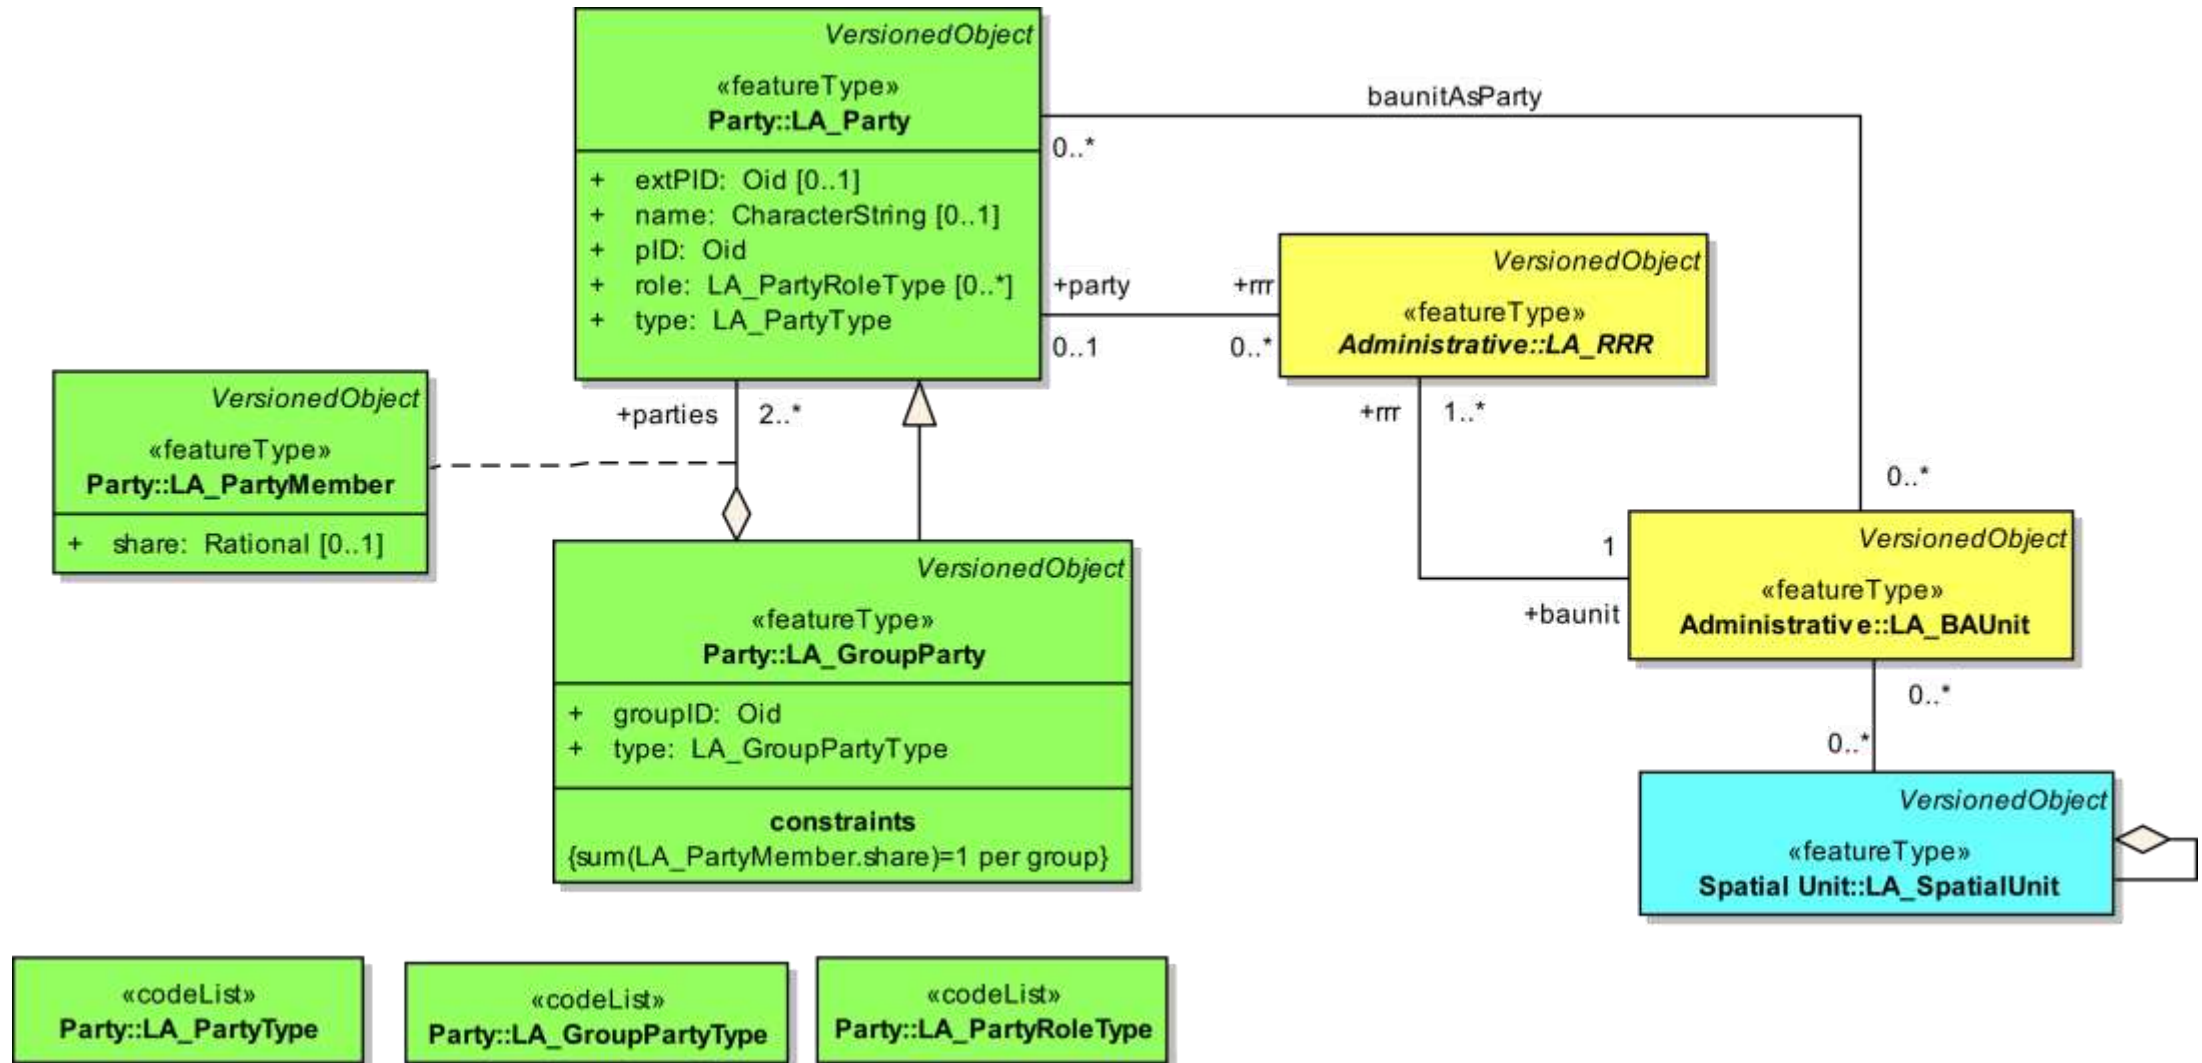 VersionedObject
«featureType»
Party::LA_Party
+ extPID: Oid [0..1]
+ name: CharacterString [0..1]
+ pID: Oid
+ role: LA_PartyRoleType [0..*]
+ type: LA_PartyType
baunitAsParty
0..*
0..*
+party
0..1
+rrr
0..*
VersionedObject
«featureType»
Administrative::LA_RRR
+rrr
1..*
1
+baunit
VersionedObject
«featureType»
Party::LA_PartyMember
+ share: Rational [0..1]
+parties
2..*
VersionedObject
«featureType»
Party::LA_GroupParty
+ groupID: Oid
+ type: LA_GroupPartyType
constraints
{sum(LA_PartyMember.share)=1 per group}
VersionedObject
«featureType»
Administrative::LA_BAUnit
0..*
0..*
VersionedObject
«featureType»
Spatial Unit::LA_SpatialUnit
«codeList»
Party::LA_PartyType
«codeList»
Party::LA_GroupPartyType
«codeList»
Party::LA_PartyRoleType